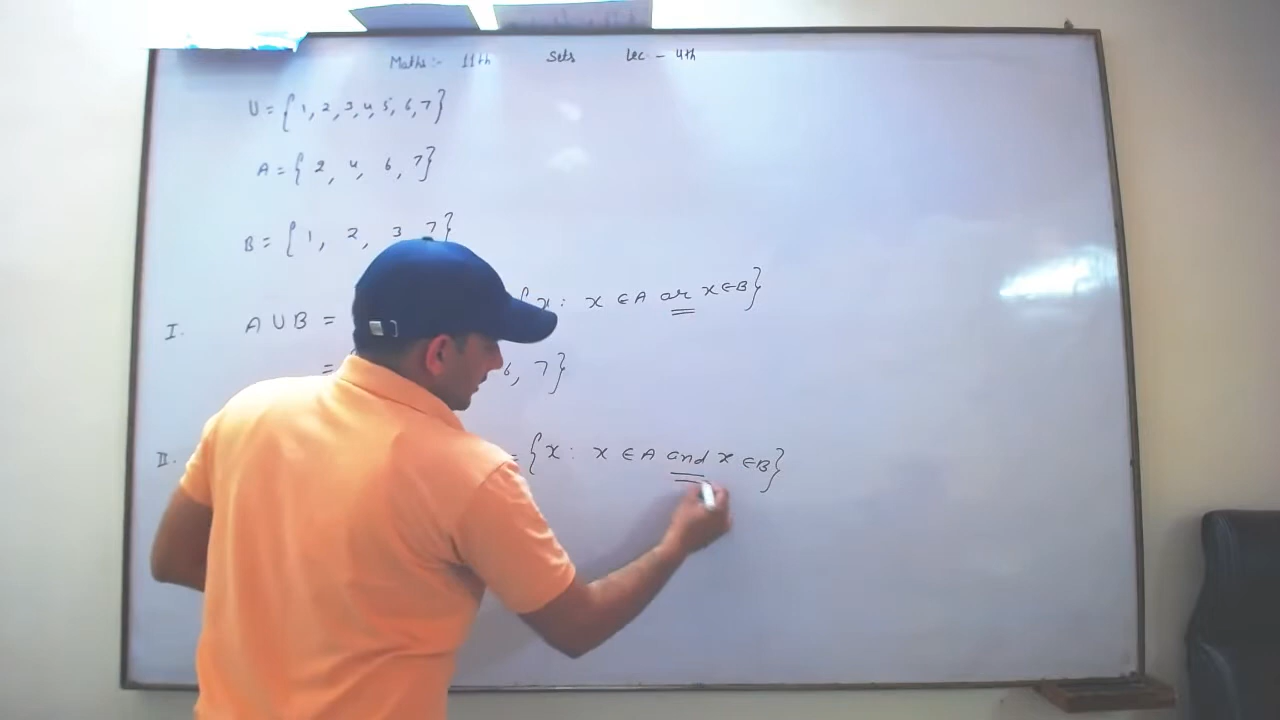 Maths:- 11th Sets Lec - 4th
U = { 1, 2, 3, 4, 5, 6, 7 }
A = { 2, 4, 6, 7 }
B = { 1, 2, 3 7 }
I. A ∪ B = { x : x ∈ A or x ∈ B }
= { 6, 7 }
II. = { x : x ∈ A and x ∈ B }